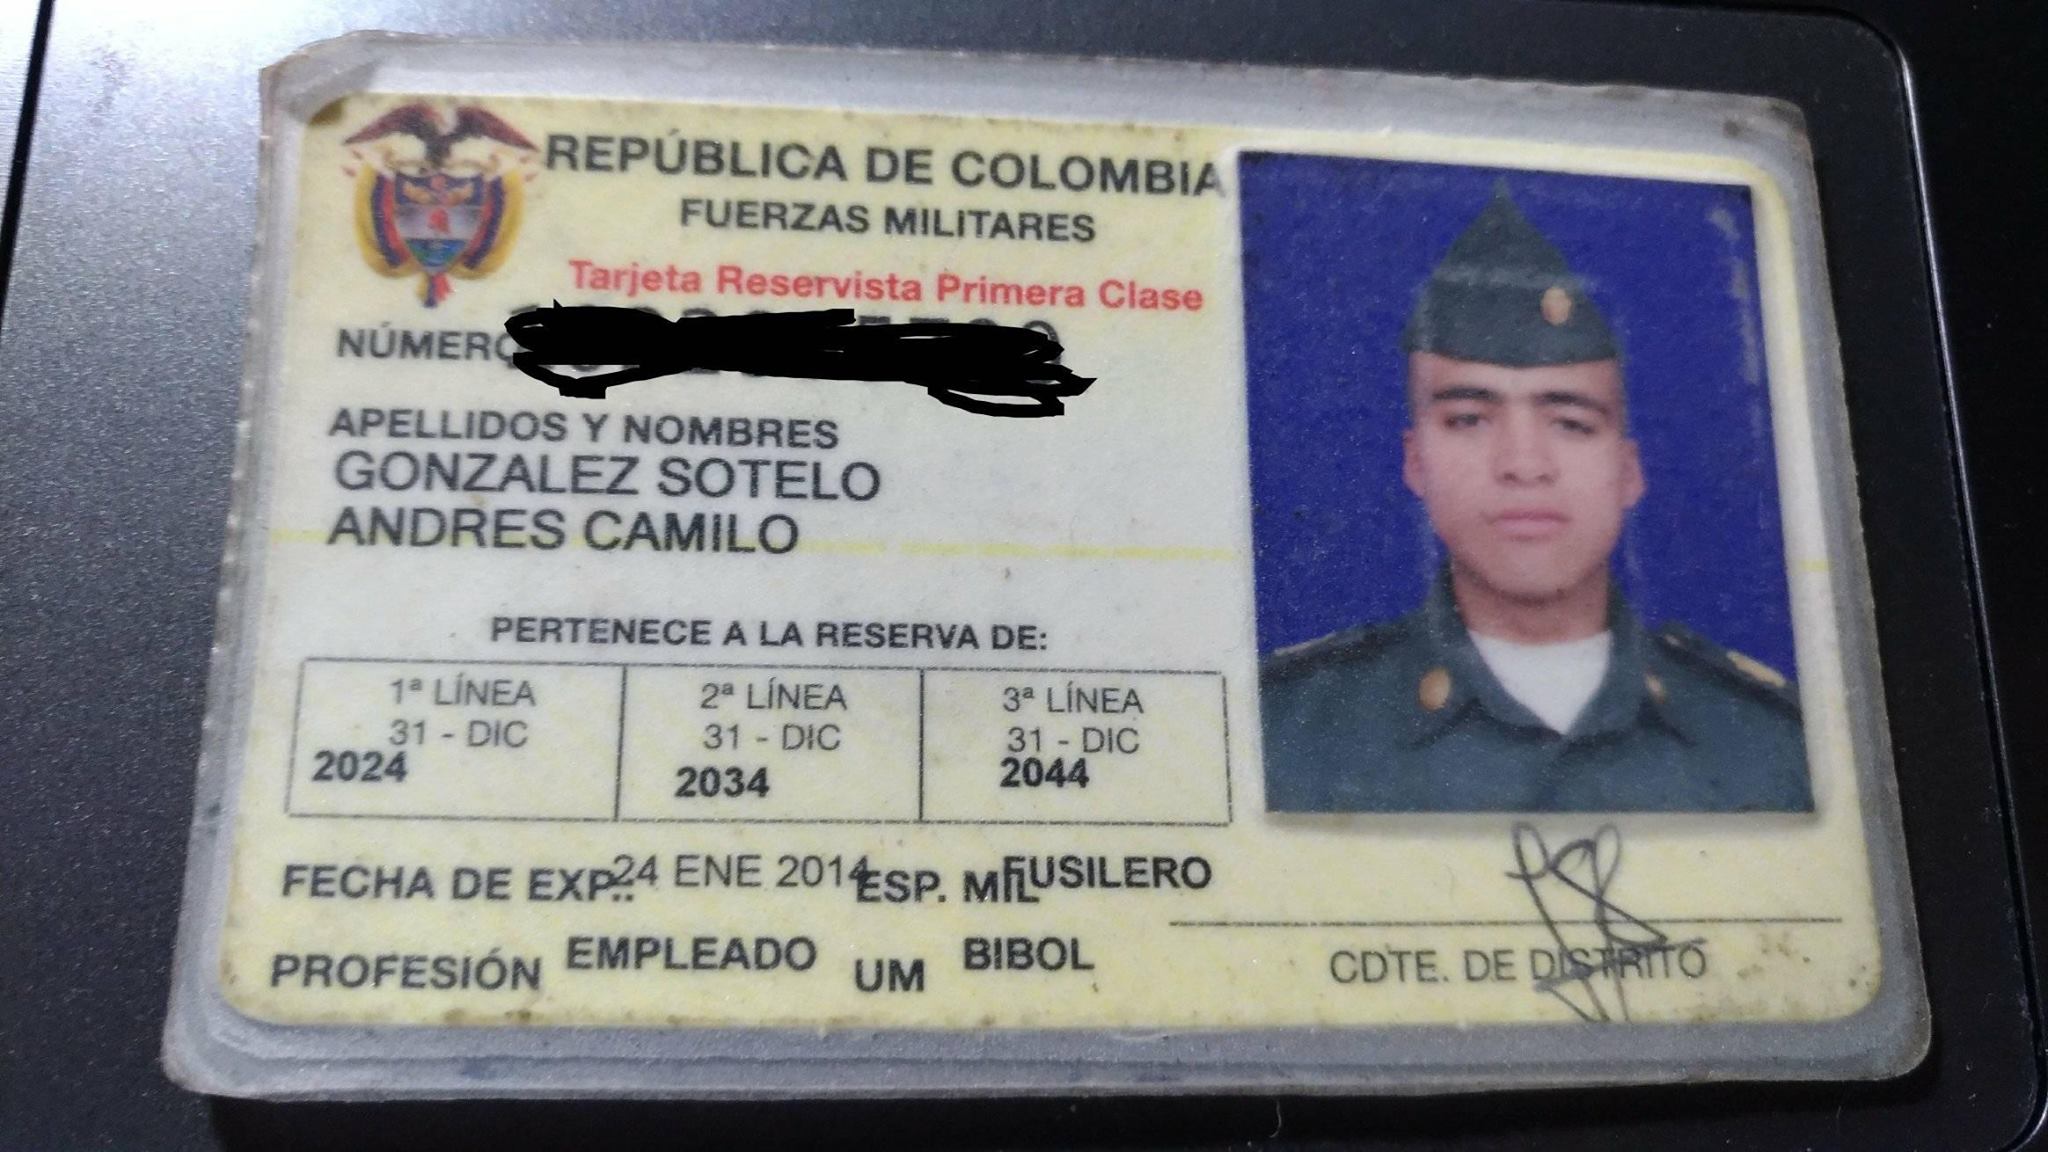 REPÚBLICA DE COLOMBIA
FUERZAS MILITARES
Tarjeta Reservista Primera Clase
NÚMERO
APELLIDOS Y NOMBRES
GONZALEZ SOTELO
ANDRES CAMILO
PERTENECE A LA RESERVA DE:
1ª LÍNEA 2ª LÍNEA 3ª LÍNEA
31 - DIC 31 - DIC 31 - DIC
2024 2034 2044
FECHA DE EXP.: 24 ENE 2014 ESP. MIL FUSILERO
PROFESIÓN EMPLEADO UM BIBOL
CDTE. DE DISTRITO